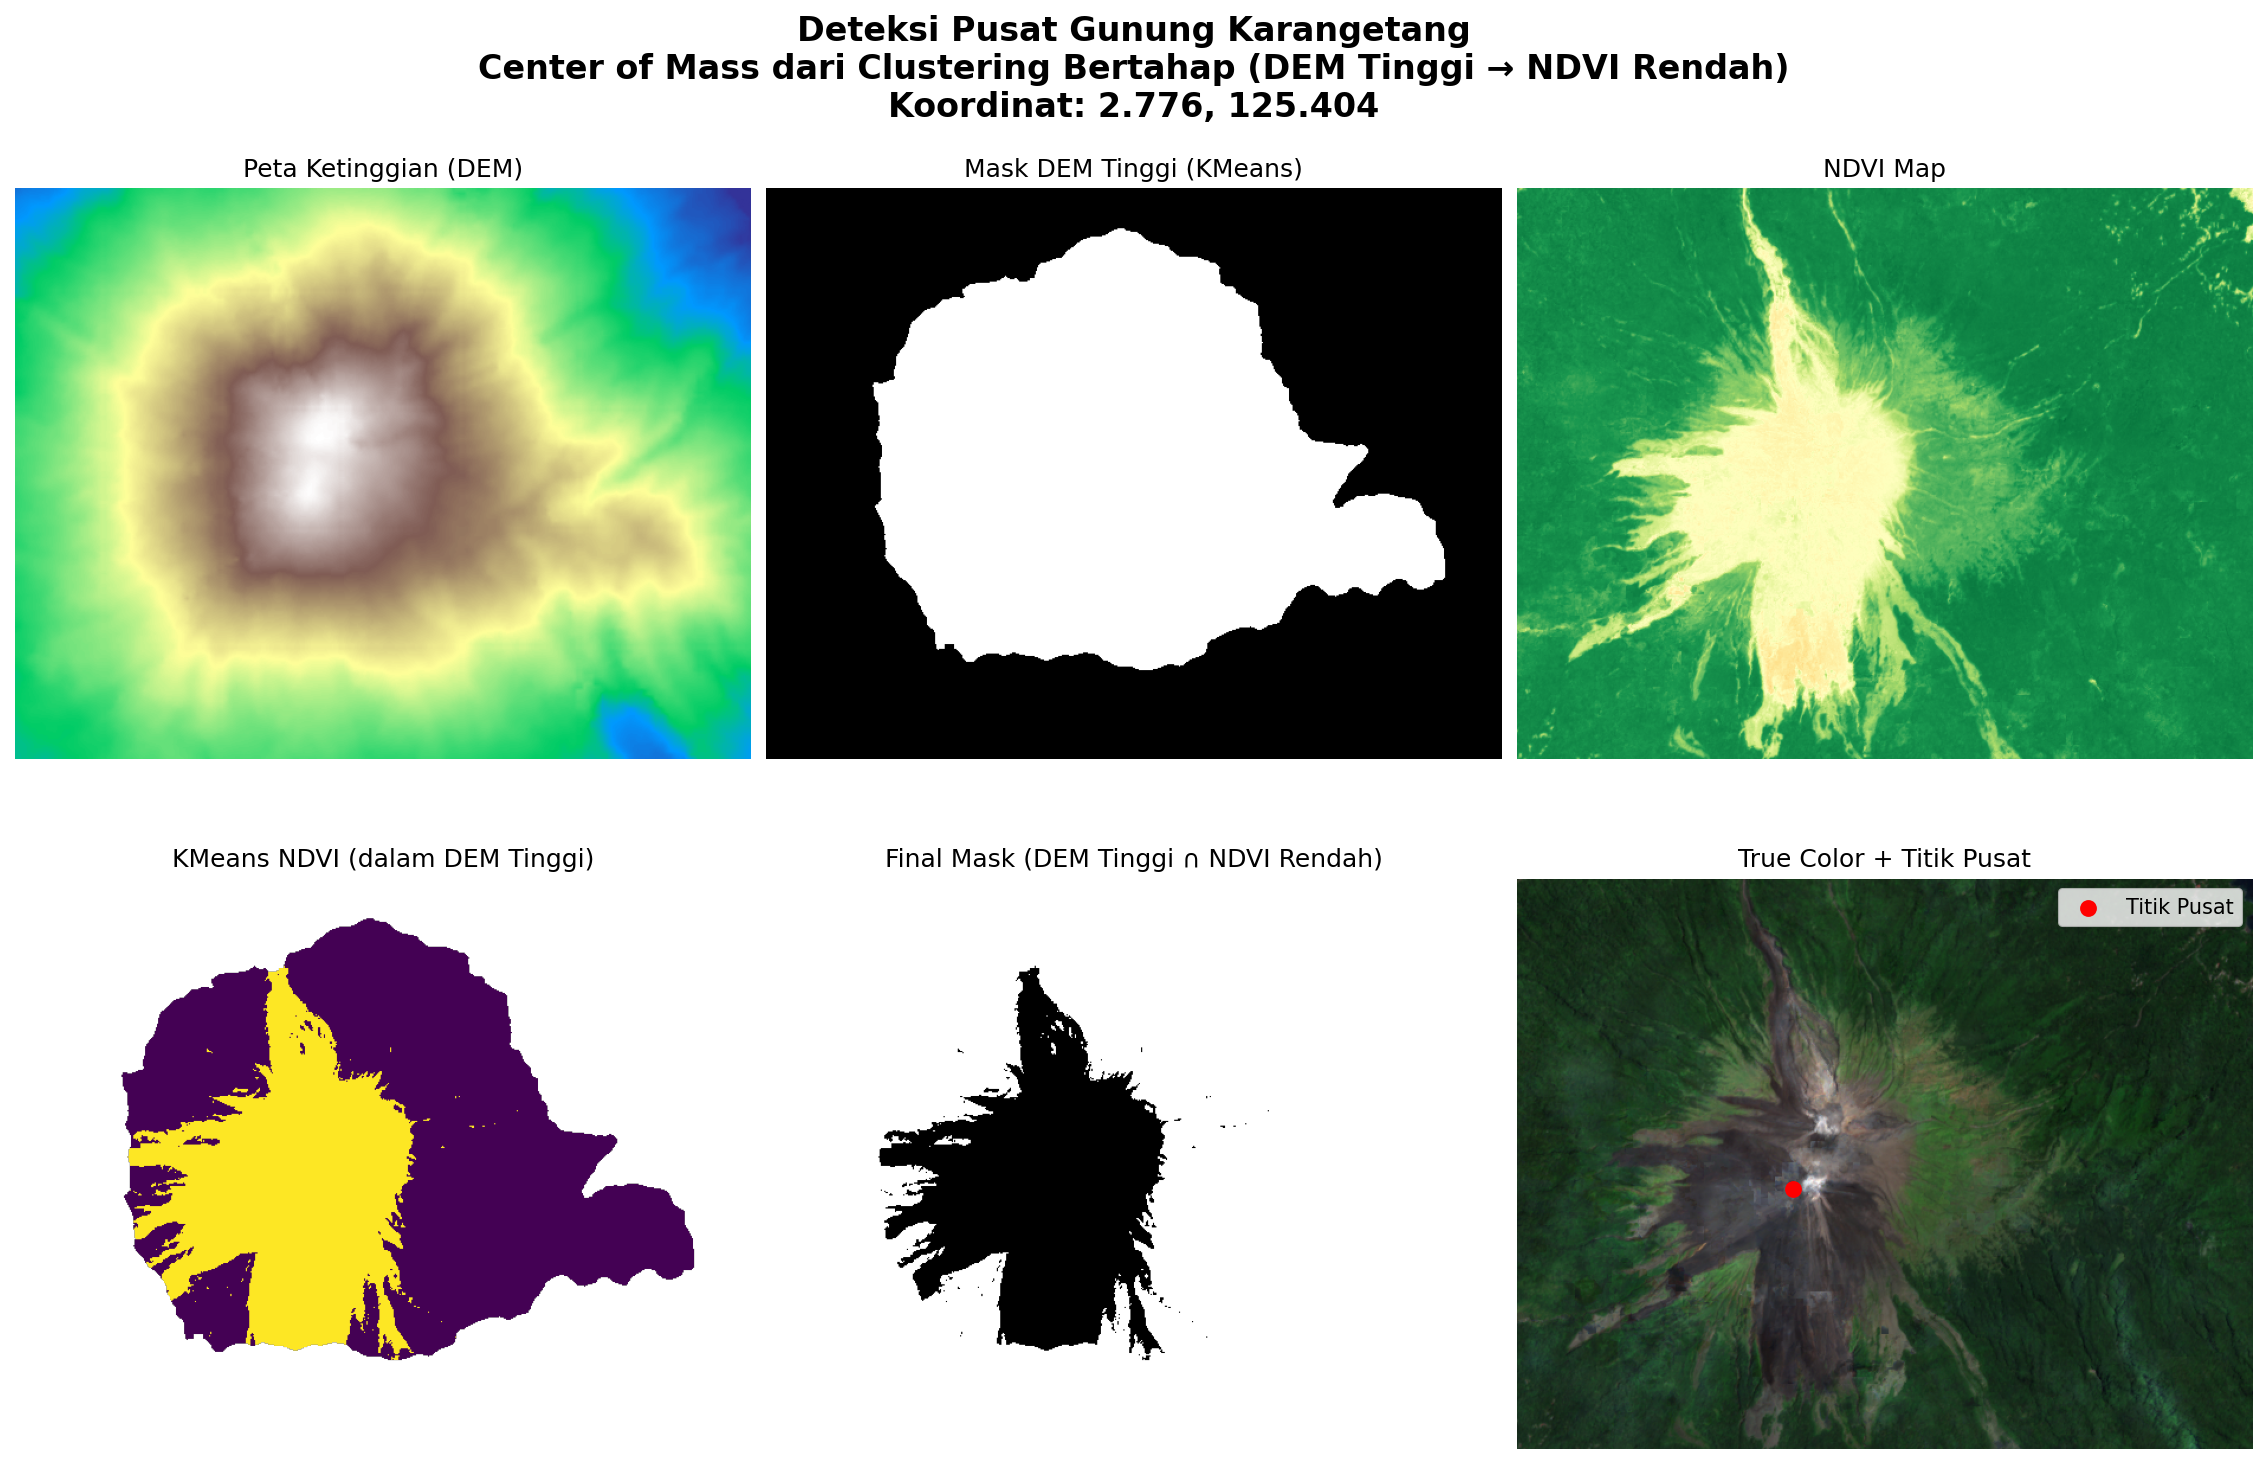 Deteksi Pusat Gunung Karangetang
Center of Mass dari Clustering Bertahap (DEM Tinggi → NDVI Rendah)
Koordinat: 2.776, 125.404
Peta Ketinggian (DEM)
Mask DEM Tinggi (KMeans)
NDVI Map
KMeans NDVI (dalam DEM Tinggi)
Final Mask (DEM Tinggi ∩ NDVI Rendah)
True Color + Titik Pusat
Titik Pusat